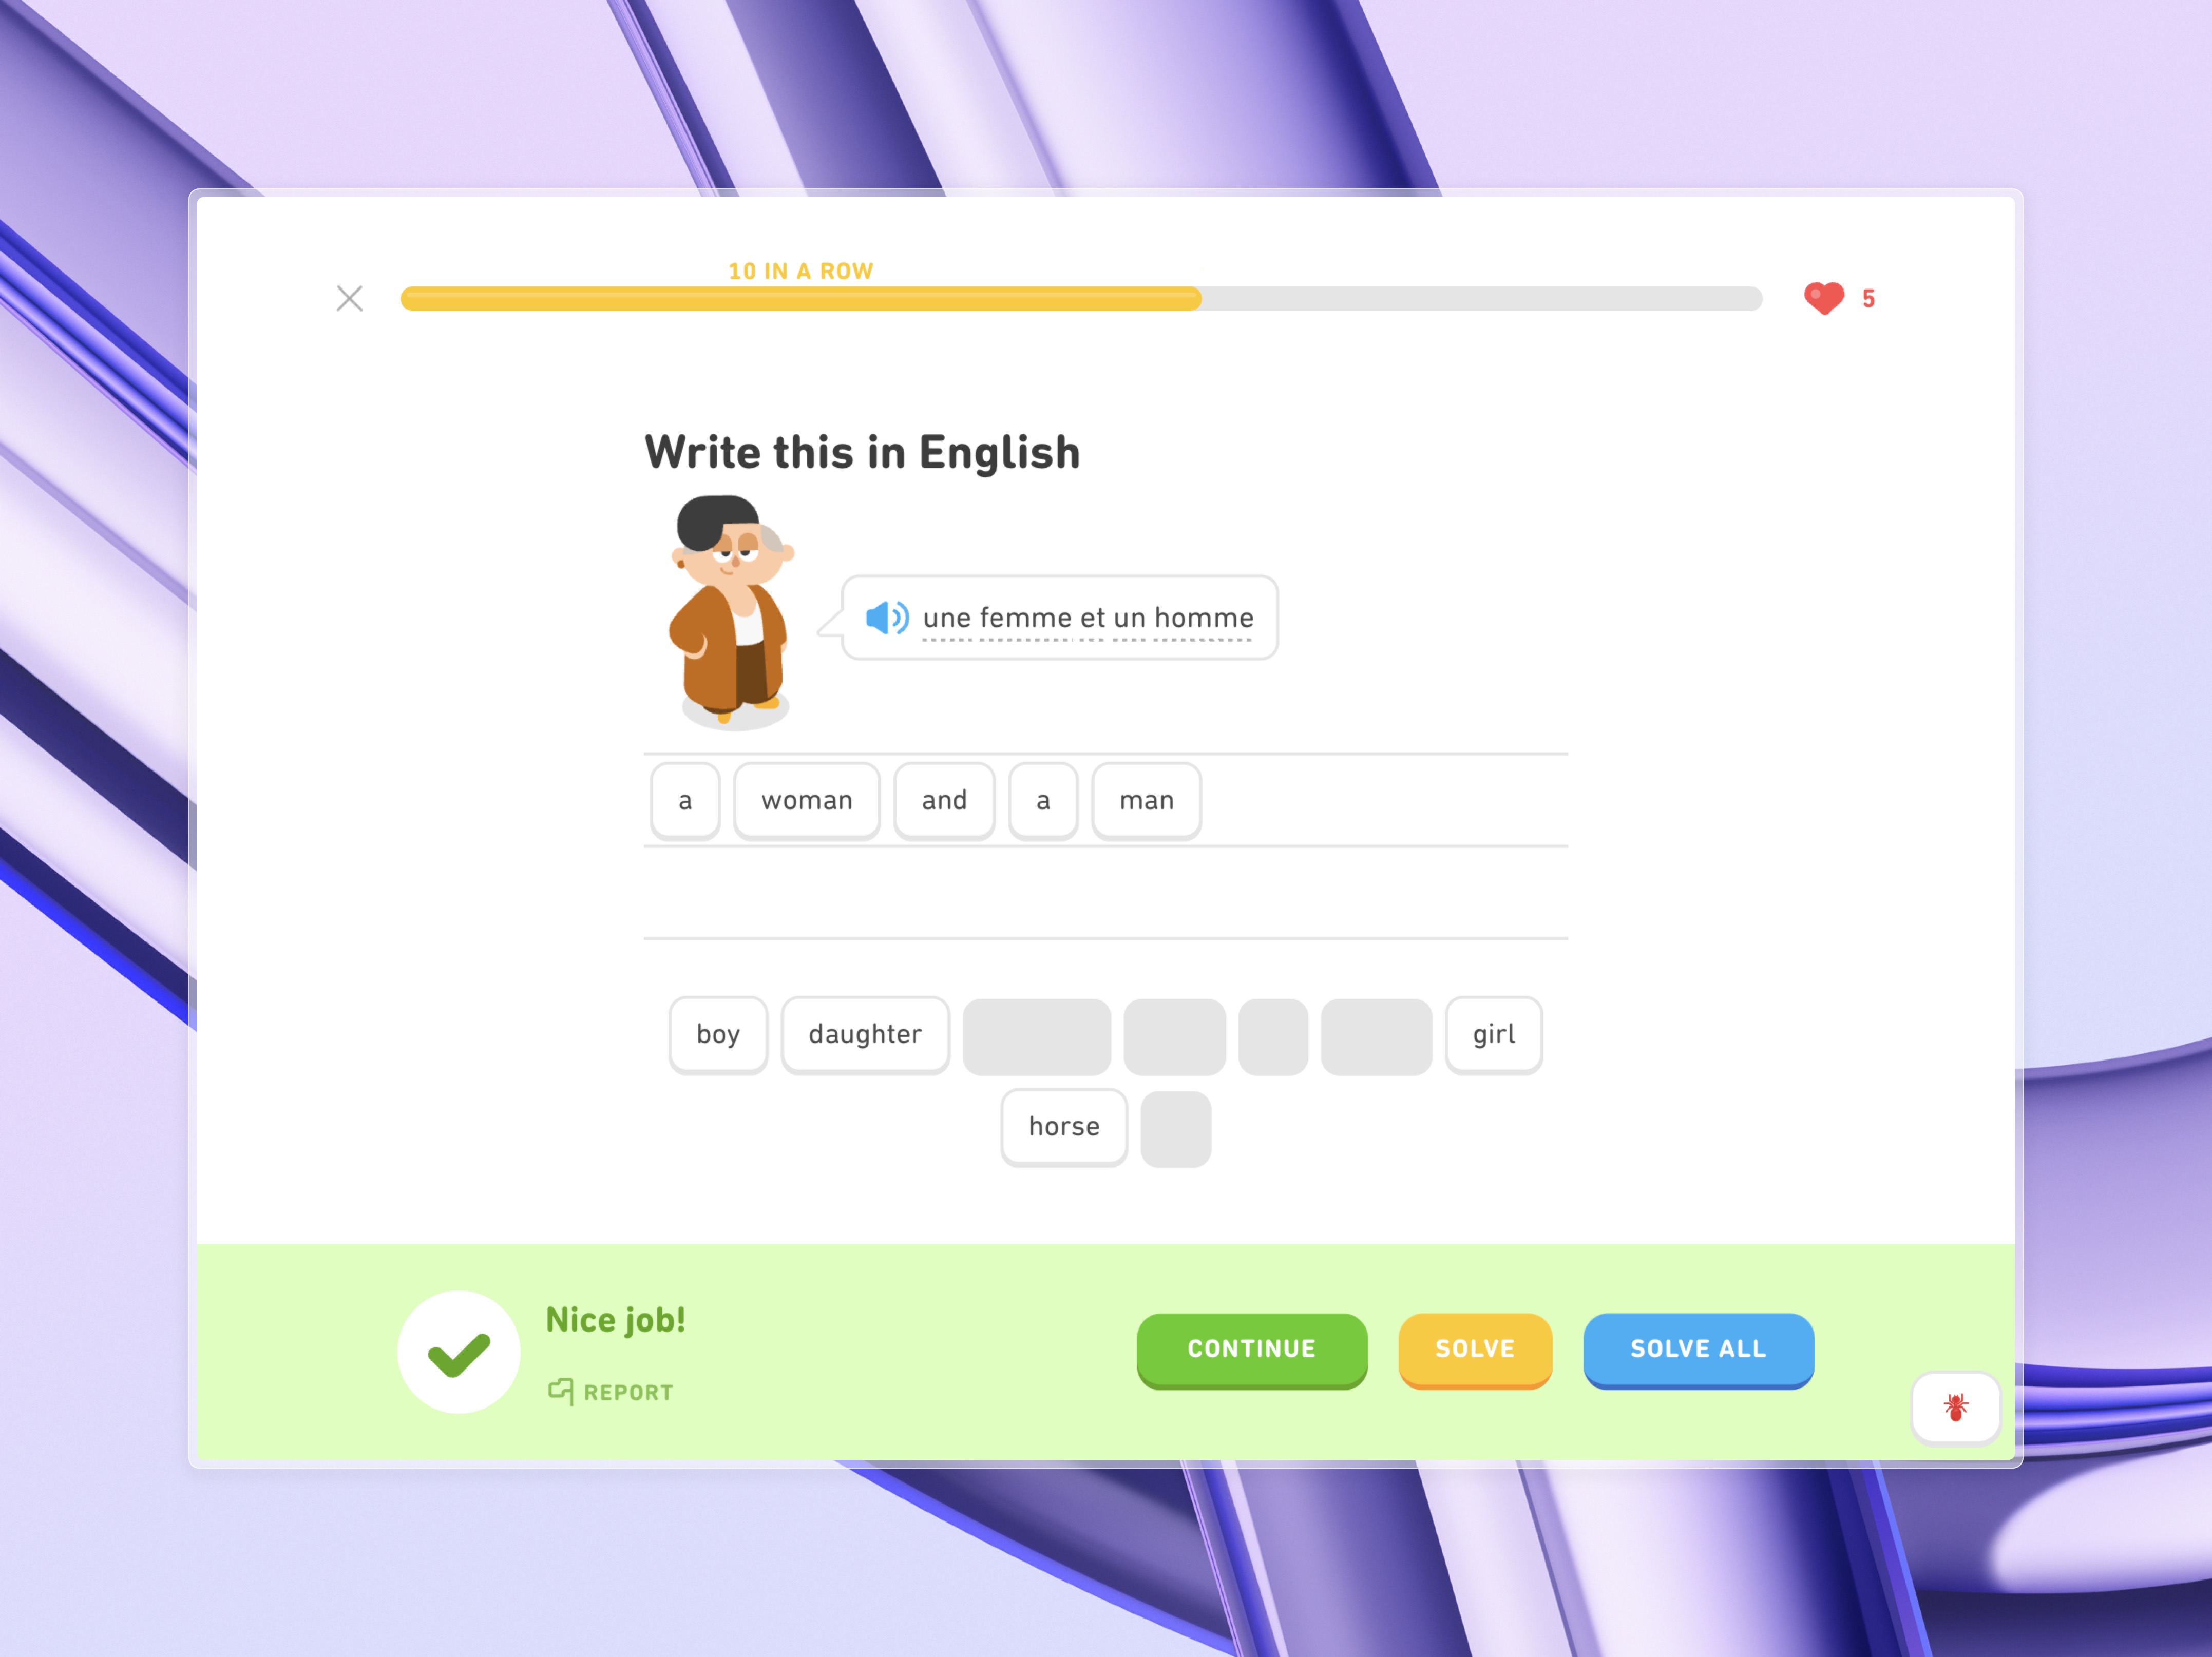 10 IN A ROW
5
Write this in English
une femme et un homme
a woman and a man
boy daughter girl
horse
Nice job!
REPORT
CONTINUE SOLVE SOLVE ALL